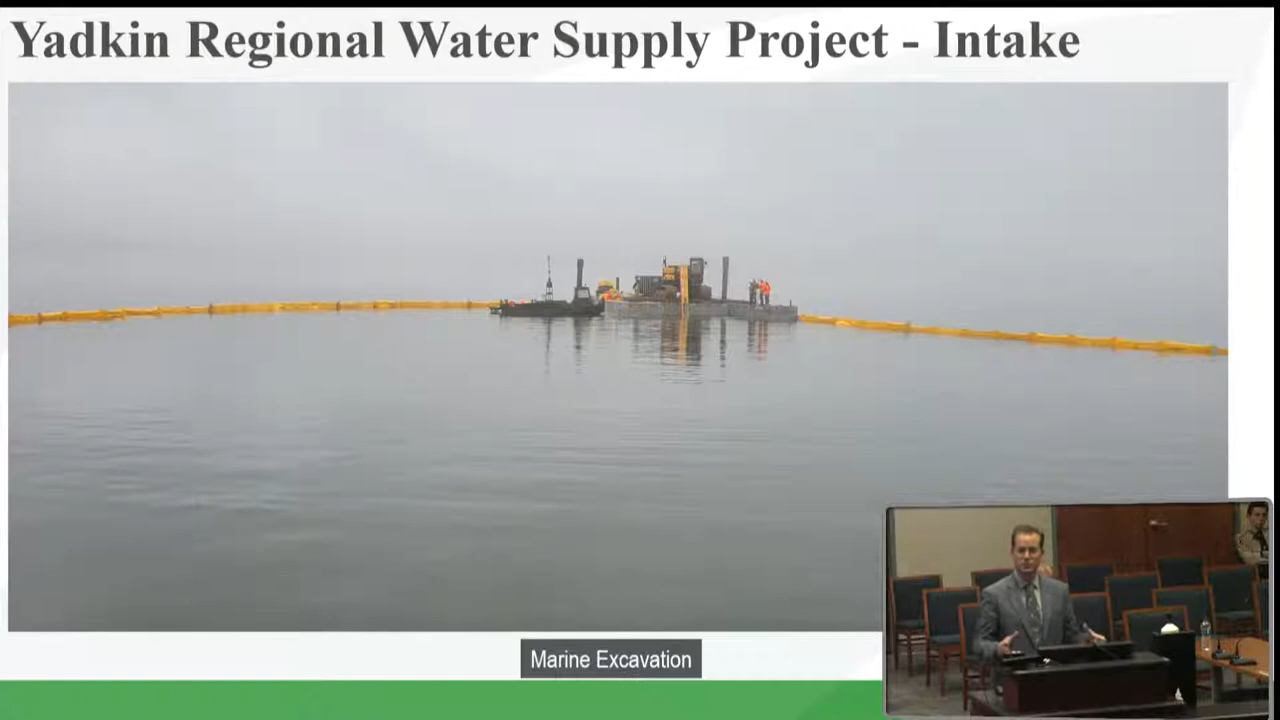 Yadkin Regional Water Supply Project - Intake
Marine Excavation